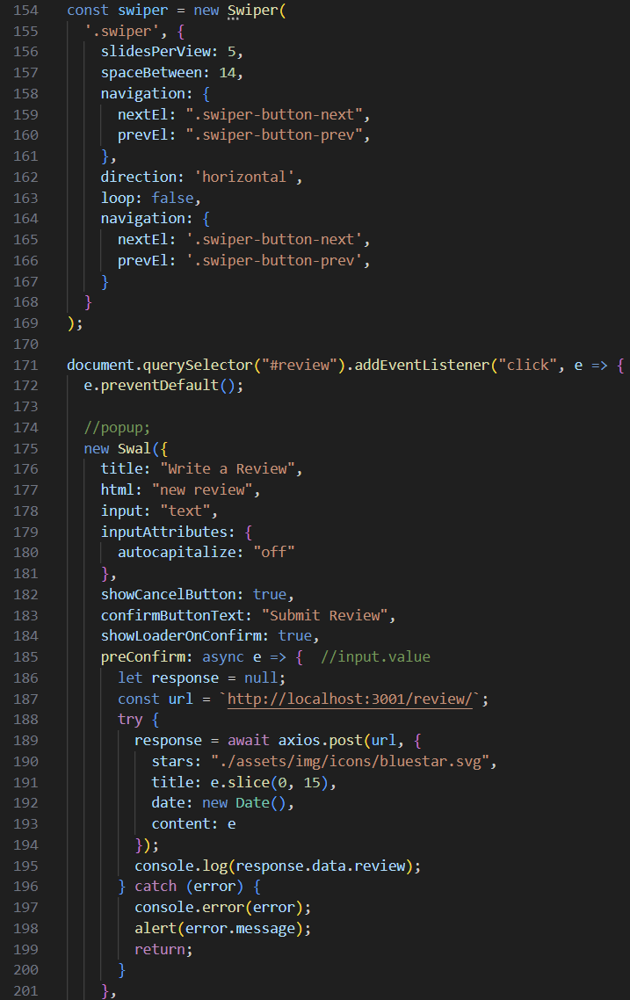 154 const swiper = new Swiper(
155 '.swiper', {
156 slidesPerView: 5,
157 spaceBetween: 14,
158 navigation: {
159 nextEl: ".swiper-button-next",
160 prevEl: ".swiper-button-prev",
161 },
162 direction: 'horizontal',
163 loop: false,
164 navigation: {
165 nextEl: '.swiper-button-next',
166 prevEl: '.swiper-button-prev',
167 }
168 }
169 );
170
171 document.querySelector("#review").addEventListener("click", e => {
172 e.preventDefault();
173
174 //popup;
175 new Swal({
176 title: "Write a Review",
177 html: "new review",
178 input: "text",
179 inputAttributes: {
180 autocapitalize: "off"
181 },
182 showCancelButton: true,
183 confirmButtonText: "Submit Review",
184 showLoaderOnConfirm: true,
185 preConfirm: async e => {  //input.value
186 let response = null;
187 const url = `http://localhost:3001/review/`;
188 try {
189 response = await axios.post(url, {
190 stars: "./assets/img/icons/bluestar.svg",
191 title: e.slice(0, 15),
192 date: new Date(),
193 content: e
194 });
195 console.log(response.data.review);
196 } catch (error) {
197 console.error(error);
198 alert(error.message);
199 return;
200 }
201 },